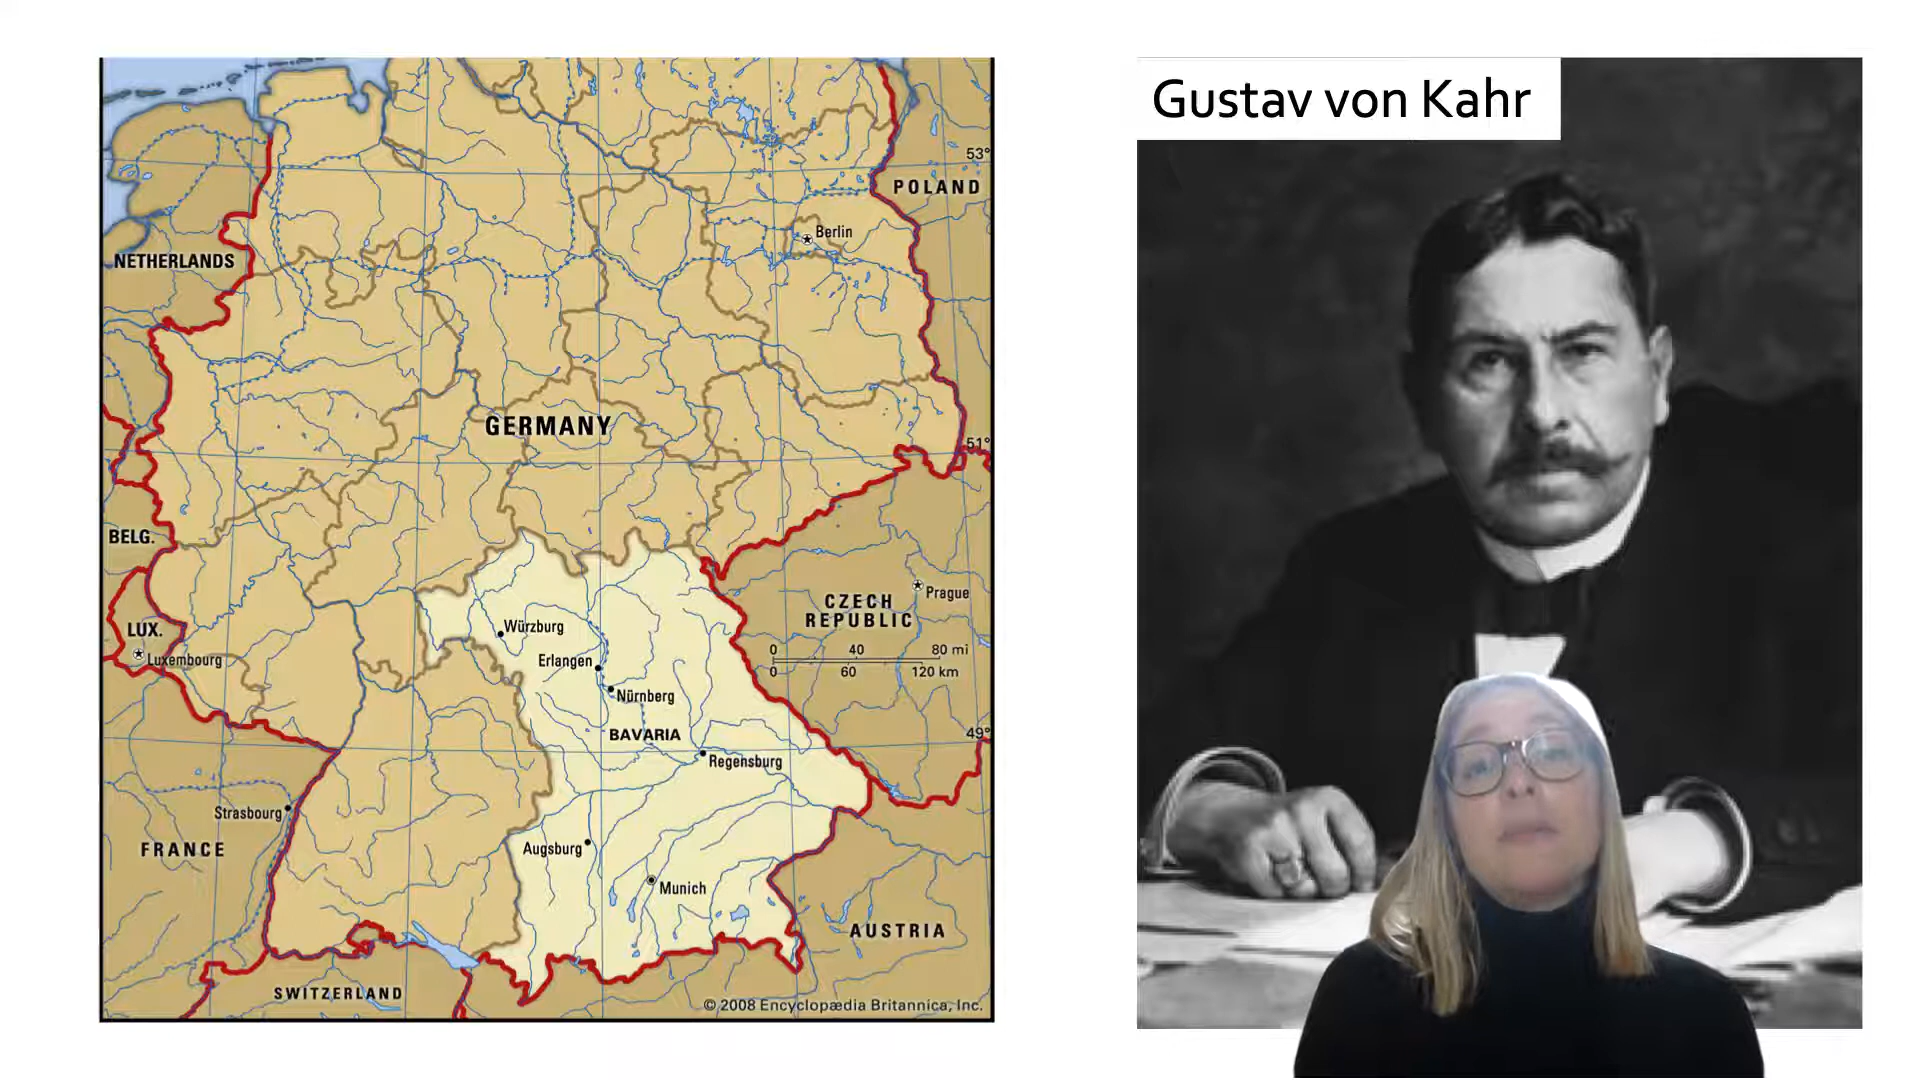 Gustav von Kahr
53°
POLAND
Berlin
NETHERLANDS
GERMANY
51°
BELG.
CZECH
REPUBLIC
Prague
LUX.
Luxembourg
Würzburg
Erlangen
0 40 80 mi
0 60 120 km
Nürnberg
BAVARIA
49°
Regensburg
Strasbourg
FRANCE
Augsburg
Munich
AUSTRIA
SWITZERLAND
© 2008 Encyclopædia Britannica, Inc.